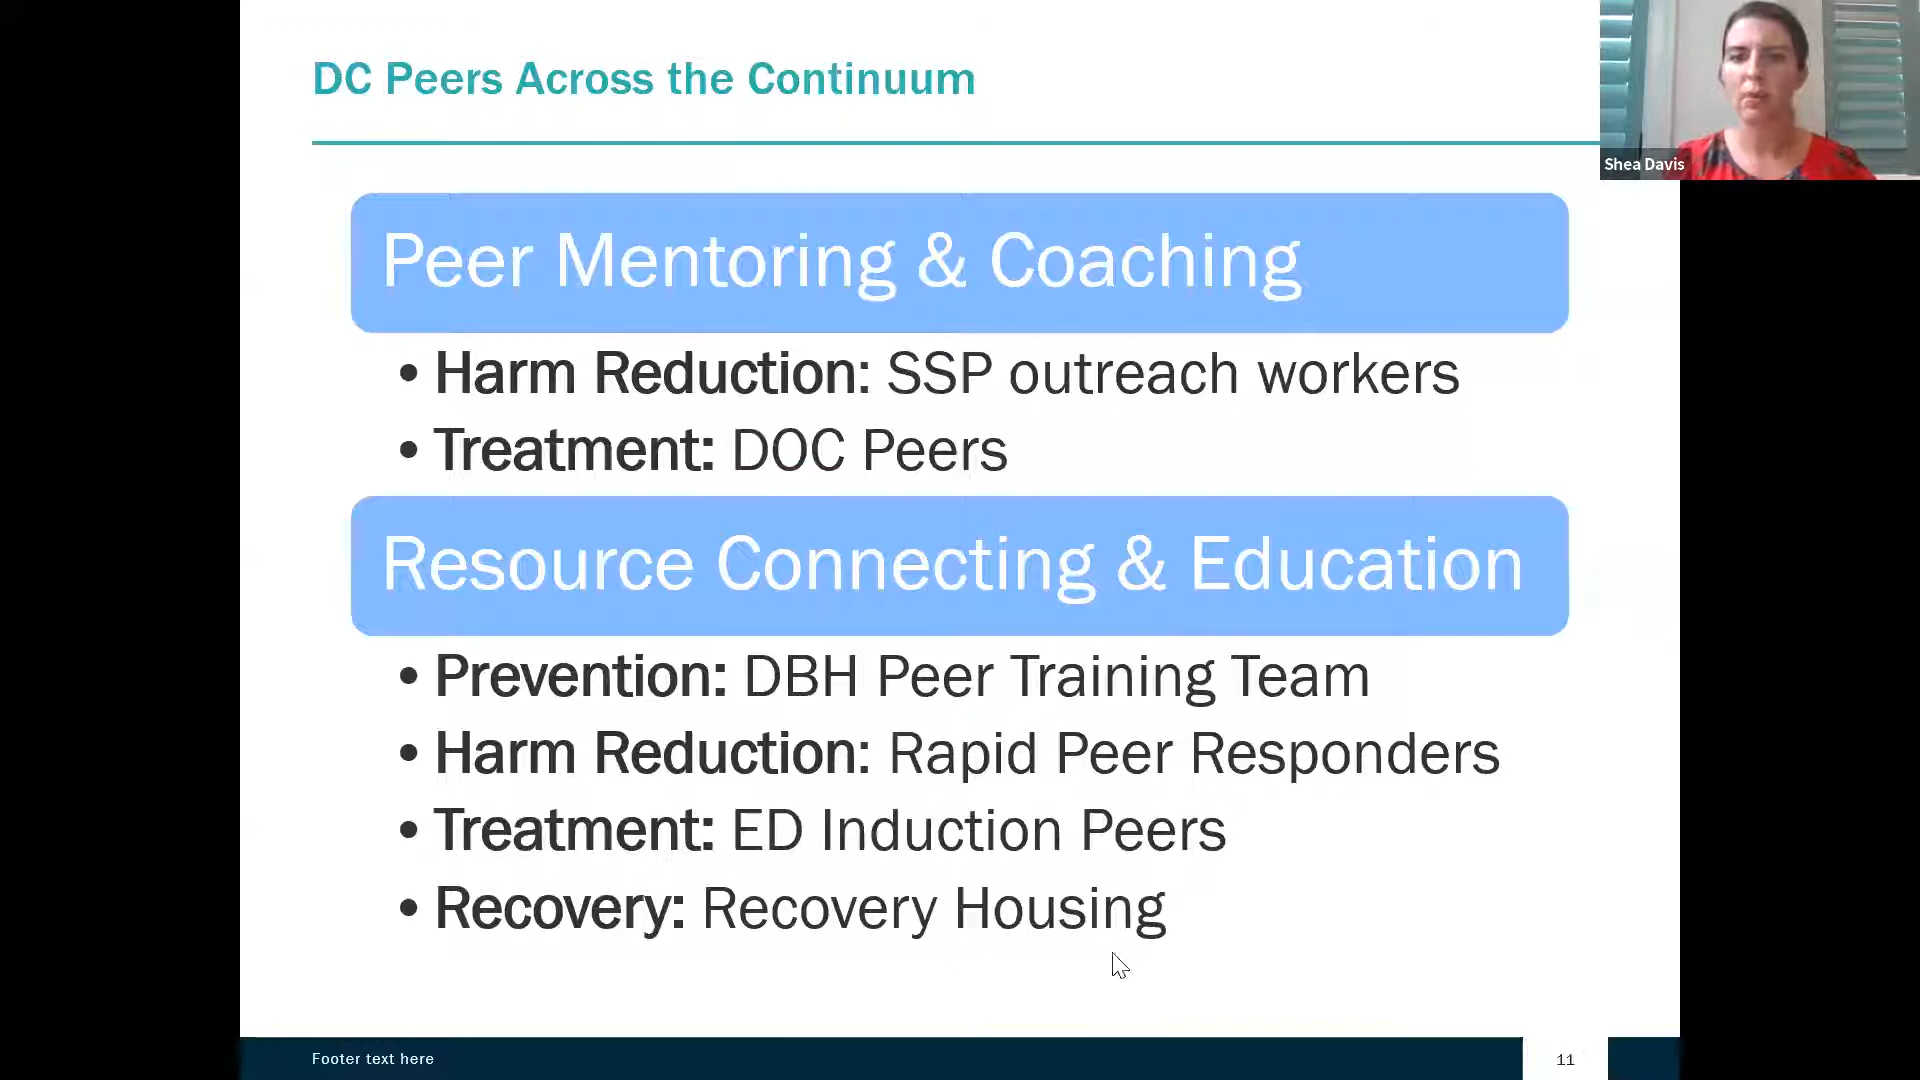 DC Peers Across the Continuum
Shea Davis
Peer Mentoring & Coaching
• Harm Reduction: SSP outreach workers
• Treatment: DOC Peers
Resource Connecting & Education
• Prevention: DBH Peer Training Team
• Harm Reduction: Rapid Peer Responders
• Treatment: ED Induction Peers
• Recovery: Recovery Housing
Footer text here
11